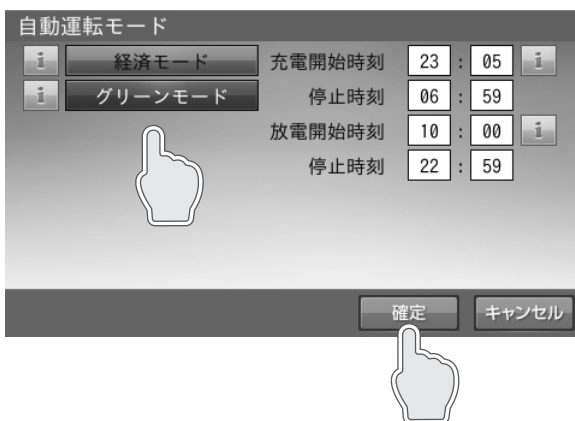 自動運転モード
i 経済モード 充電開始時刻 23 : 05 i
i グリーンモード 停止時刻 06 : 59
放電開始時刻 10 : 00 i
停止時刻 22 : 59
確定 キャンセル